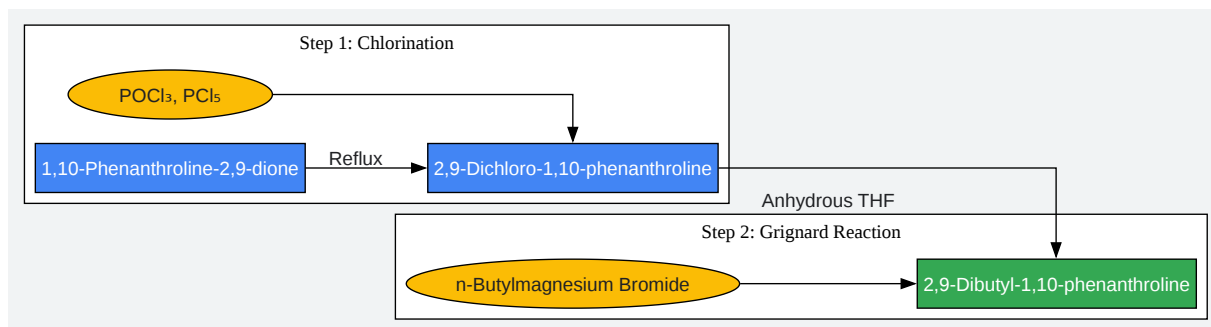 Step 1: Chlorination
POCl₃, PCl₅
1,10-Phenanthroline-2,9-dione
Reflux
2,9-Dichloro-1,10-phenanthroline
Anhydrous THF
Step 2: Grignard Reaction
n-Butylmagnesium Bromide
2,9-Dibutyl-1,10-phenanthroline